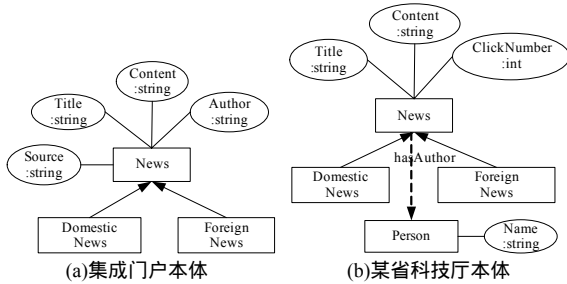 Content
:string
Title
:string
Author
:string
Source
:string
News
Domestic
News
Foreign
News
(a)集成门户本体
Content
:string
Title
:string
ClickNumber
:int
News
hasAuthor
Domestic
News
Foreign
News
Person
Name
:string
(b)某省科技厅本体